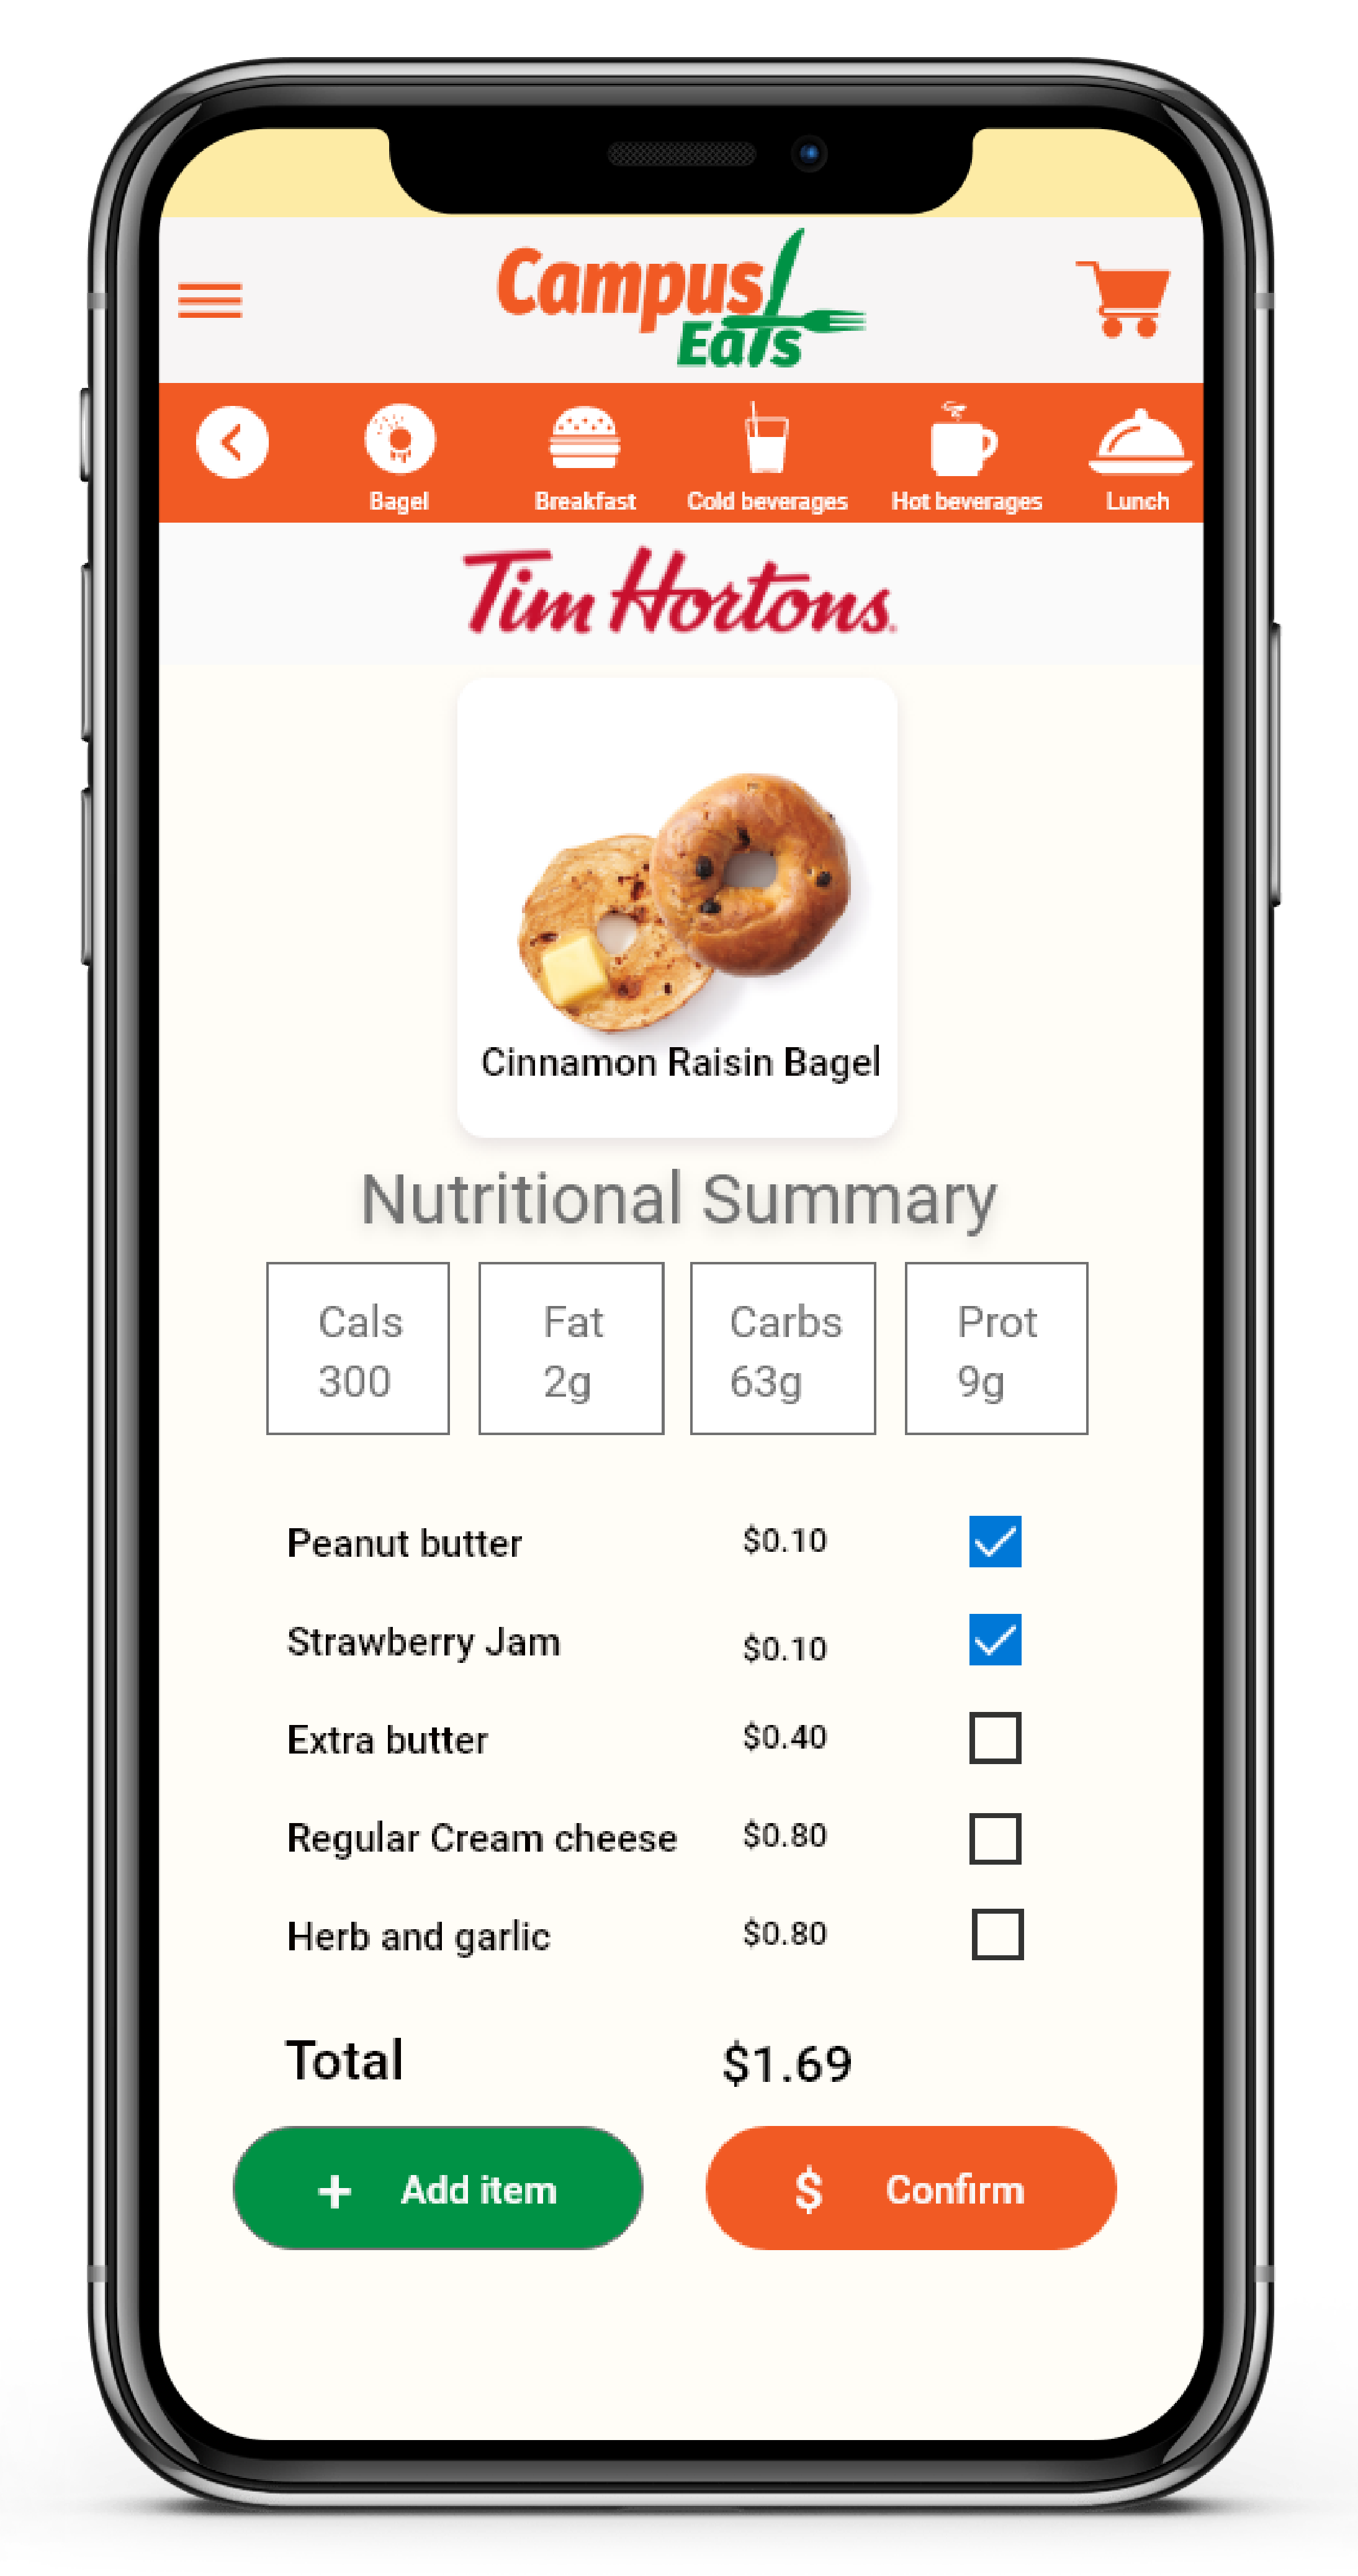 Campus
Eats
Bagel
Breakfast
Cold beverages
Hot beverages
Lunch
Tim Hortons.
Cinnamon Raisin Bagel
Nutritional Summary
Cals
300
Fat
2g
Carbs
63g
Prot
9g
Peanut butter $0.10
Strawberry Jam $0.10
Extra butter $0.40
Regular Cream cheese $0.80
Herb and garlic $0.80
Total $1.69
+ Add item
$ Confirm